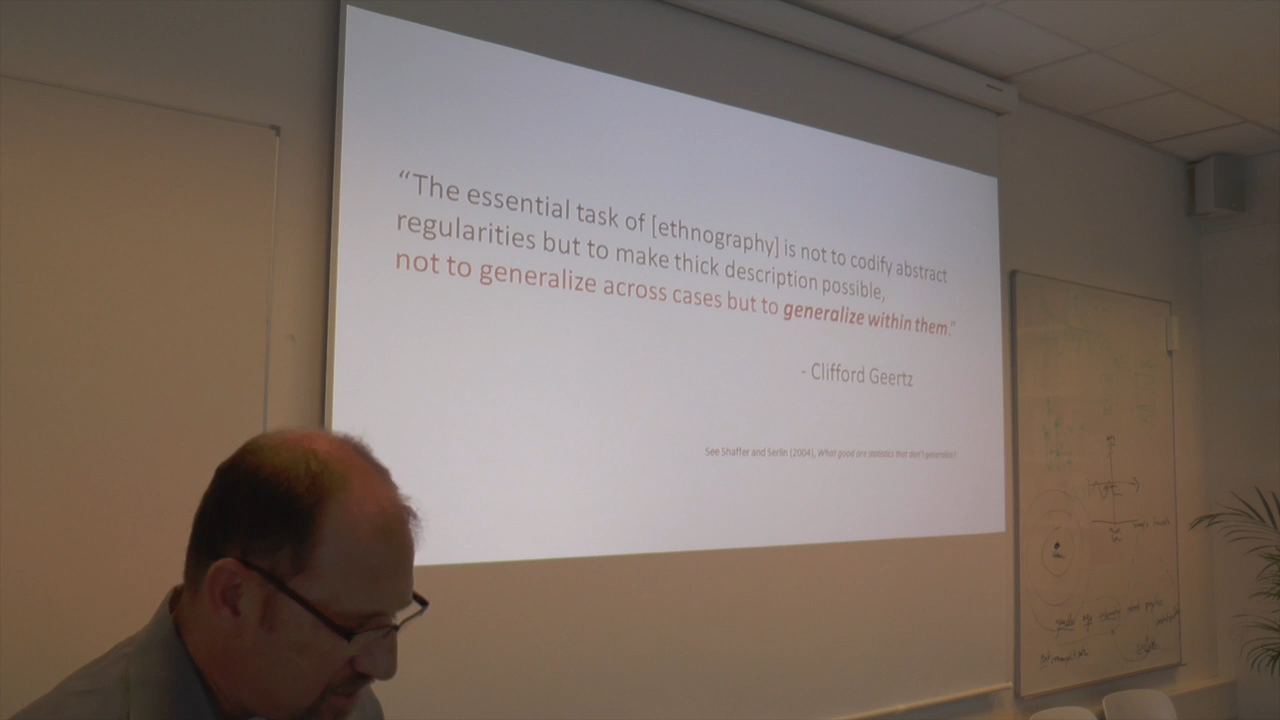 “The essential task of [ethnography] is not to codify abstract
regularities but to make thick description possible,
not to generalize across cases but to generalize within them.”
- Clifford Geertz
See Shaffer and Serlin (2004), What good are statistics that don't generalize?